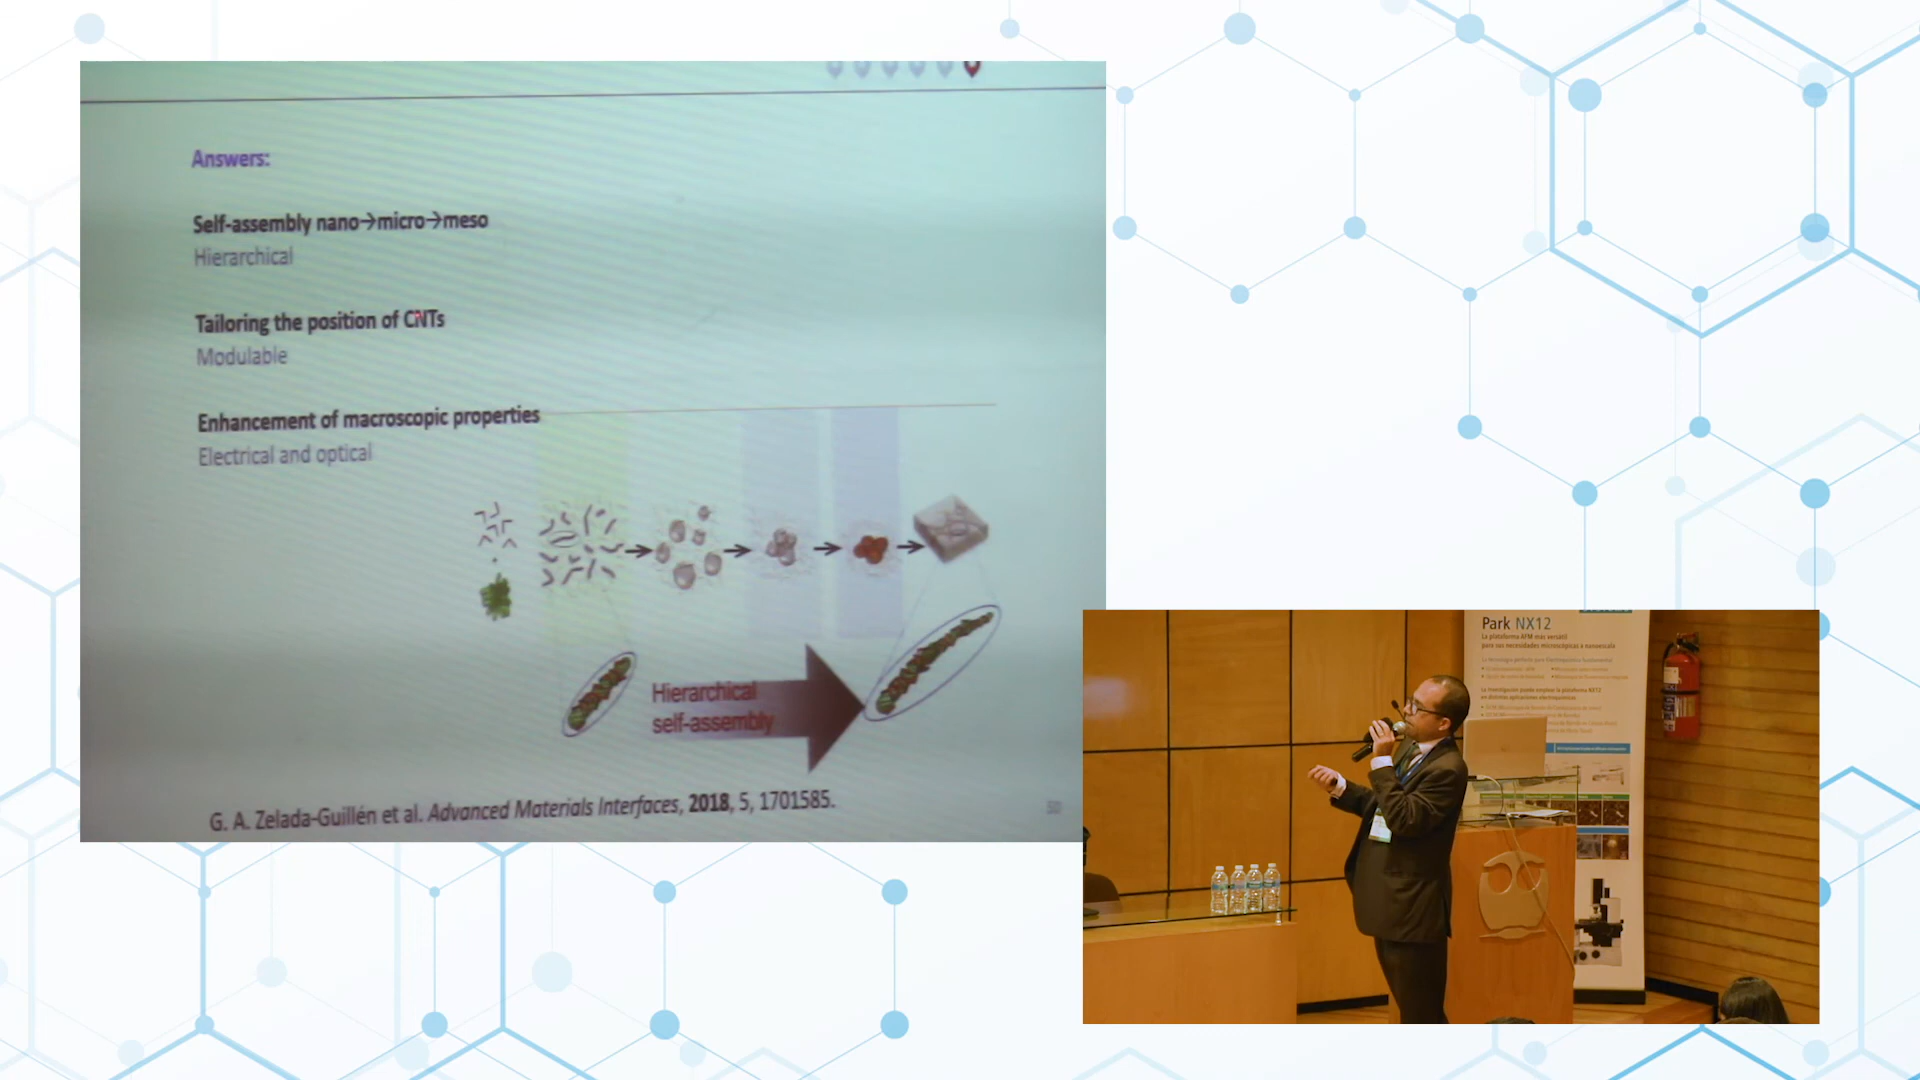 Answers:
Self-assembly nano→micro→meso
Hierarchical
Tailoring the position of CNTs
Modulable
Enhancement of macroscopic properties
Electrical and optical
Hierarchical
self-assembly
G. A. Zelada-Guillén et al. Advanced Materials Interfaces, 2018, 5, 1701585.
50
Park NX12
La plataforma AFM más versátil
para sus necesidades microscópicas a nanoescala